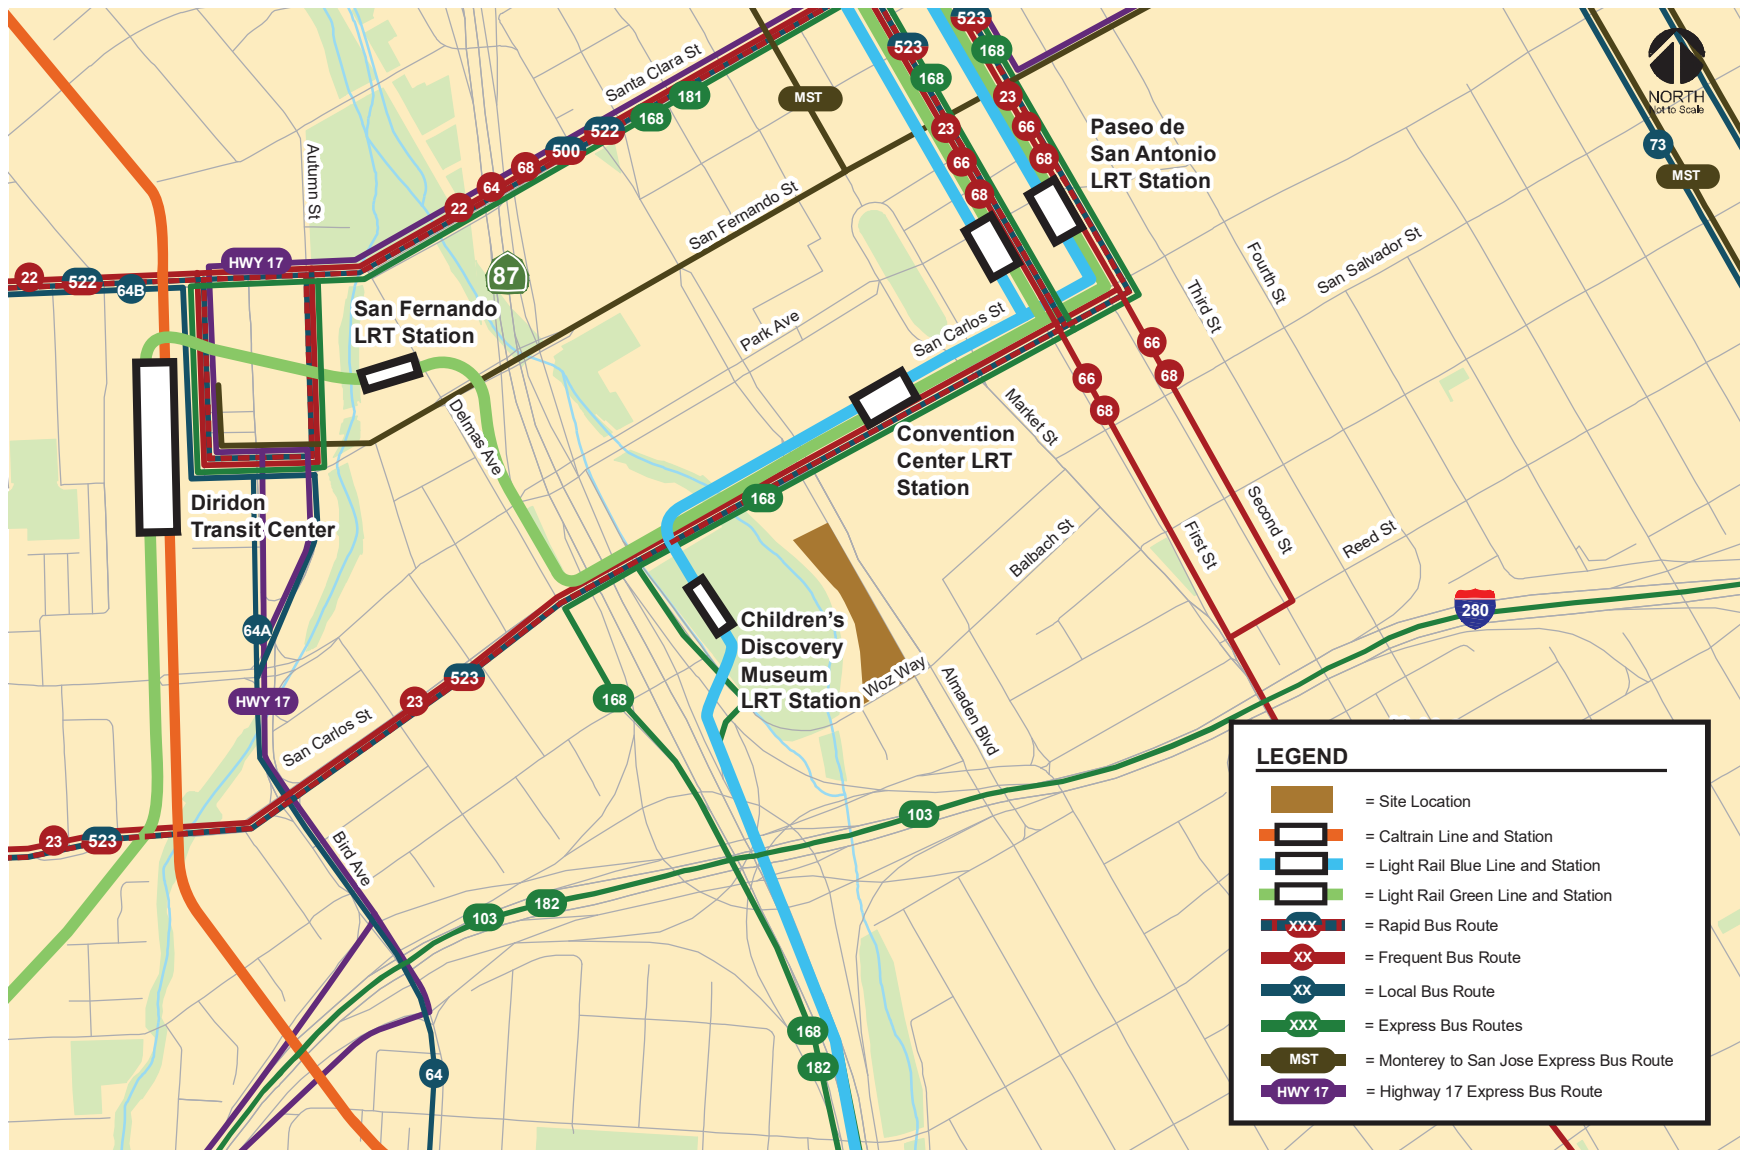 523
523
168
168
NORTH
Not to Scale
Santa Clara St
181
MST
168
23
23
66
66
68
68
Paseo de
San Antonio
LRT Station
73
MST
522
500
68
64
22
Autumn St
San Fernando St
HWY 17
22
522
64B
87
San Fernando
LRT Station
Park Ave
San Carlos St
Third St
Fourth St
San Salvador St
66
68
66
68
Market St
Delmas Ave
Convention
Center LRT
Station
168
Diridon
Transit Center
Balbach St
First St
Second St
Reed St
280
Children's
Discovery
Museum
LRT Station
Woz Way
Almaden Blvd
64A
HWY 17
523
23
168
San Carlos St
23
523
Bird Ave
103
182
103
168
182
64
LEGEND
= Site Location
= Caltrain Line and Station
= Light Rail Blue Line and Station
= Light Rail Green Line and Station
XXX = Rapid Bus Route
XX = Frequent Bus Route
XX = Local Bus Route
XXX = Express Bus Routes
MST = Monterey to San Jose Express Bus Route
HWY 17 = Highway 17 Express Bus Route